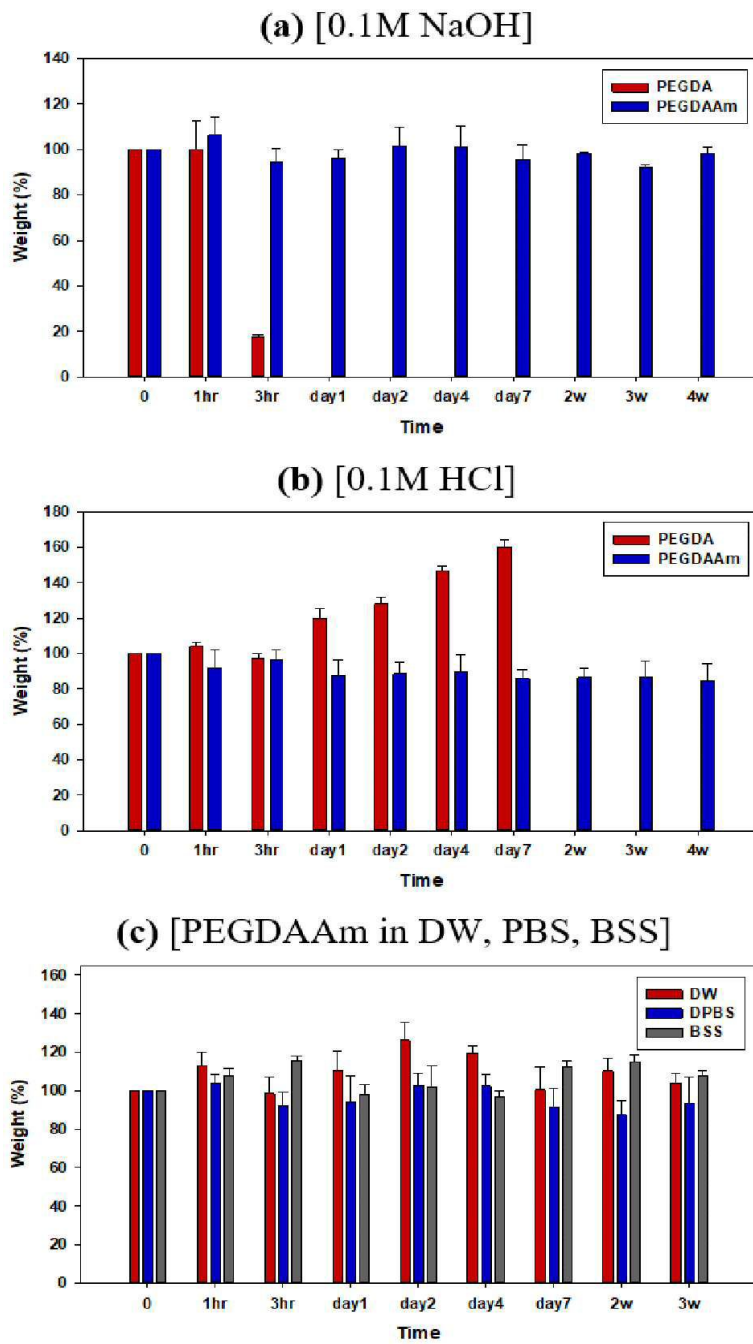 (a) [0.1M NaOH]
140
120
100
80
60
40
20
0
Weight (%)
PEGDA
PEGDAAm
0 1hr 3hr day1 day2 day4 day7 2w 3w 4w
Time
(b) [0.1M HCl]
180
160
140
120
100
80
60
40
20
0
Weight (%)
PEGDA
PEGDAAm
0 1hr 3hr day1 day2 day4 day7 2w 3w 4w
Time
(c) [PEGDAAm in DW, PBS, BSS]
160
140
120
100
80
60
40
20
0
Weight (%)
DW
DPBS
BSS
0 1hr 3hr day1 day2 day4 day7 2w 3w
Time